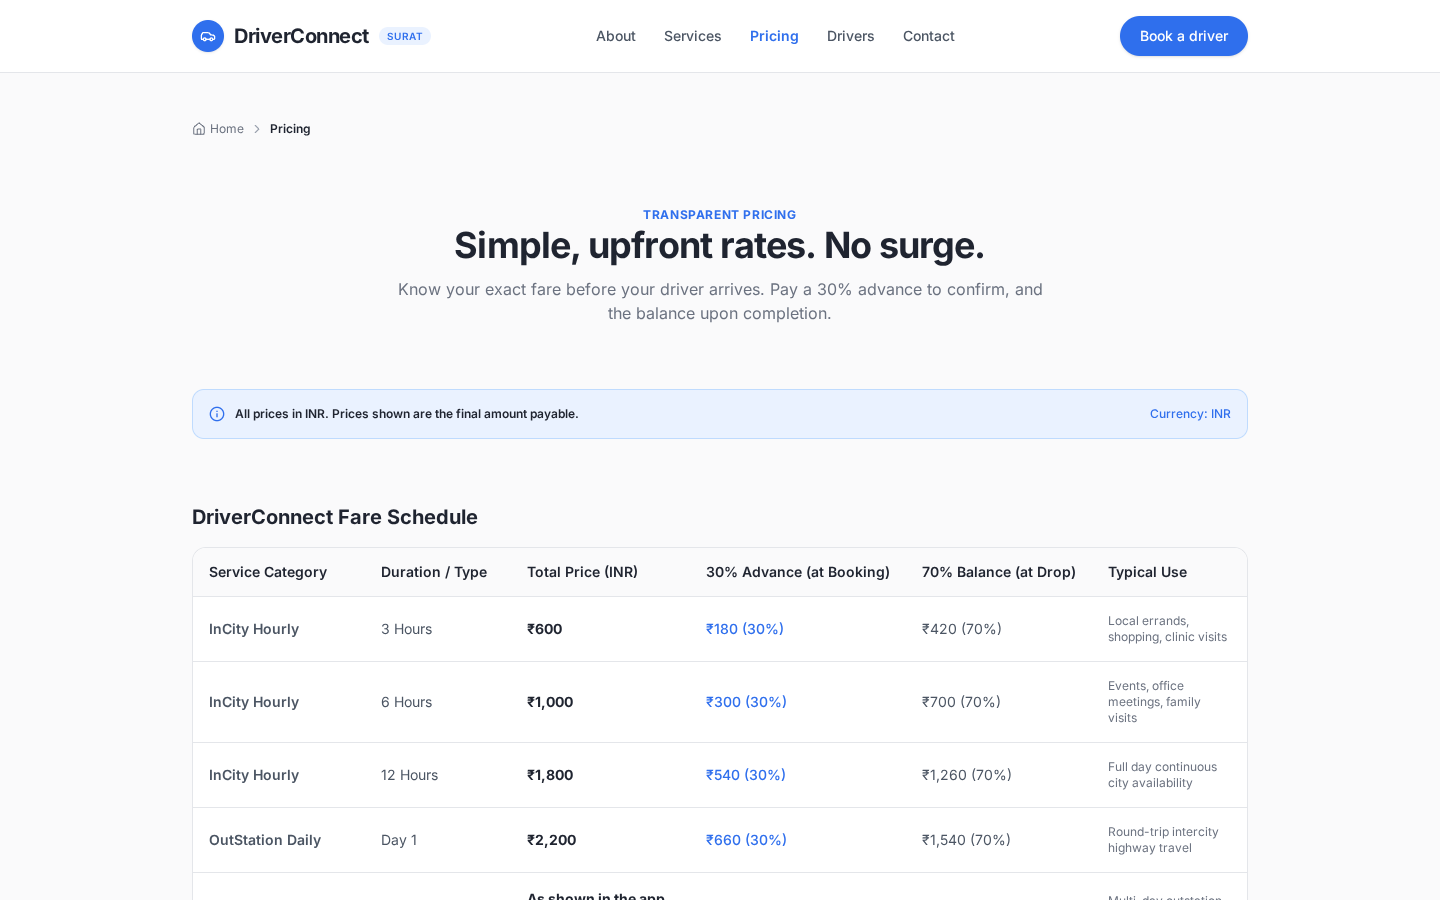 DriverConnect SURAT About Services Pricing Drivers Contact Book a driver
Home Pricing
TRANSPARENT PRICING
Simple, upfront rates. No surge.
Know your exact fare before your driver arrives. Pay a 30% advance to confirm, and
the balance upon completion.
All prices in INR. Prices shown are the final amount payable. Currency: INR
DriverConnect Fare Schedule
Service Category Duration / Type Total Price (INR) 30% Advance (at Booking) 70% Balance (at Drop) Typical Use
InCity Hourly 3 Hours ₹600 ₹180 (30%) ₹420 (70%) Local errands,
shopping, clinic visits
InCity Hourly 6 Hours ₹1,000 ₹300 (30%) ₹700 (70%) Events, office
meetings, family
visits
InCity Hourly 12 Hours ₹1,800 ₹540 (30%) ₹1,260 (70%) Full day continuous
city availability
OutStation Daily Day 1 ₹2,200 ₹660 (30%) ₹1,540 (70%) Round-trip intercity
highway travel
As shown in the app Multi-day outstation